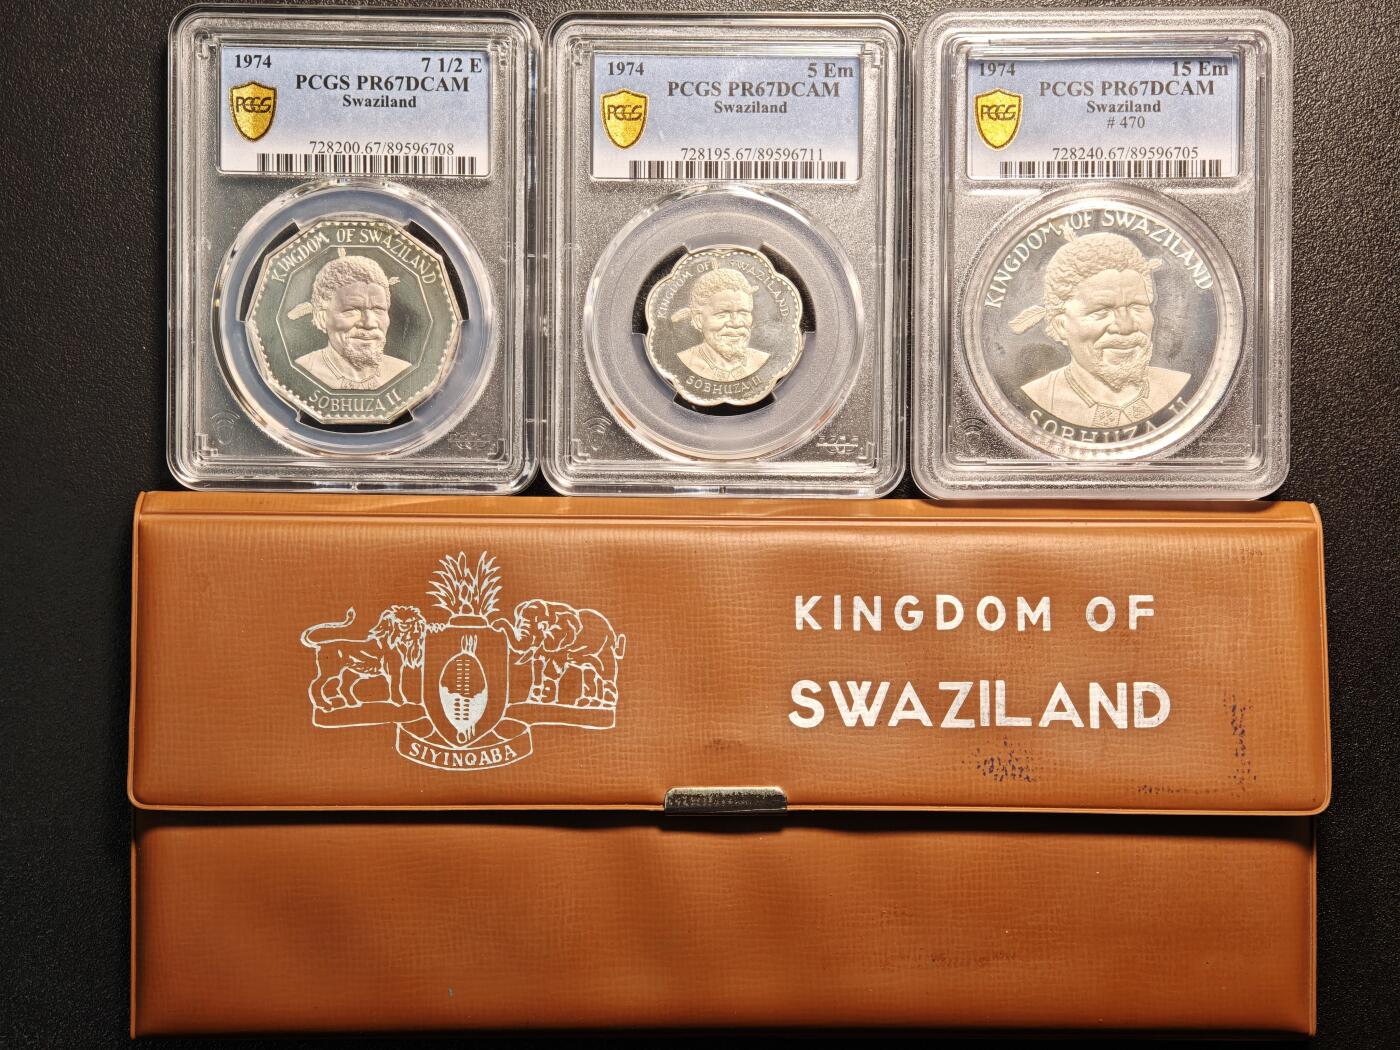 1974 7 1/2 E
PCGS PR67DCAM
Swaziland
PCGS
728200.67/89596708
KINGDOM OF SWAZILAND
SOBHUZA II
1974 5 Em
PCGS PR67DCAM
Swaziland
PCGS
728195.67/89596711
KINGDOM OF SWAZILAND
SOBHUZA II
1974 15 Em
PCGS PR67DCAM
Swaziland
# 470
PCGS
728240.67/89596705
KINGDOM OF SWAZILAND
SOBHUZA II
SIYINQABA
KINGDOM OF
SWAZILAND